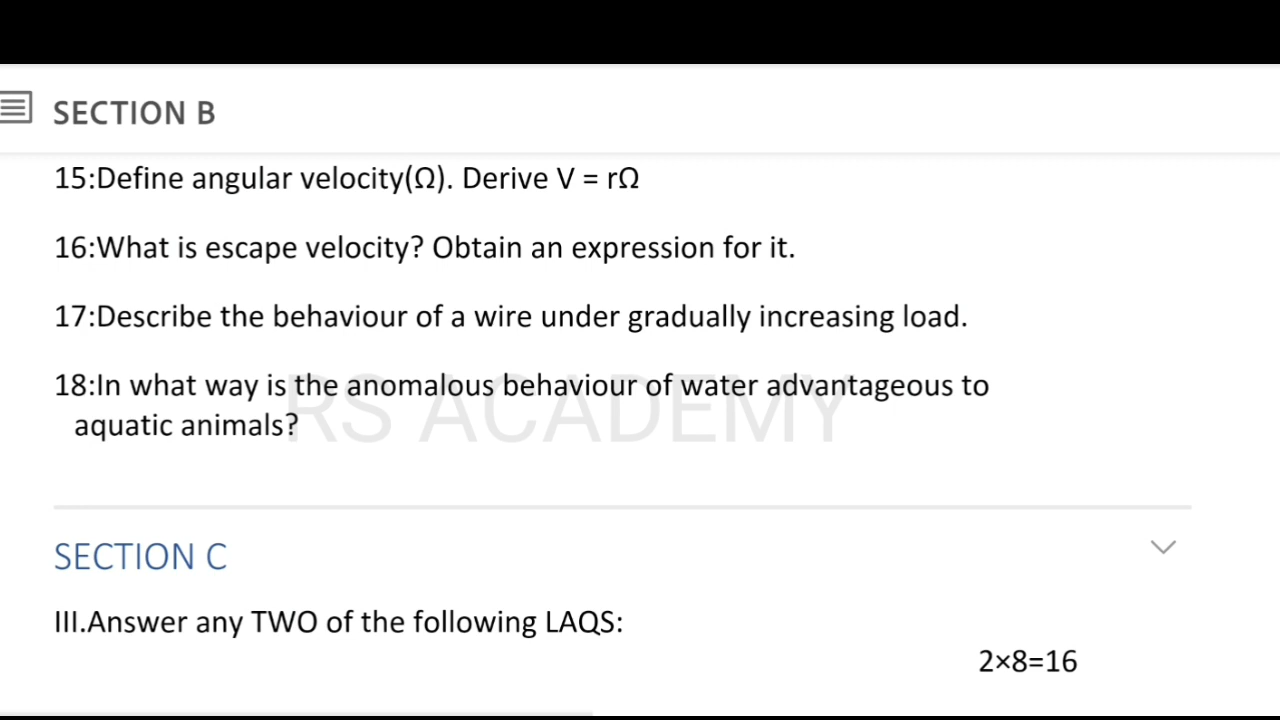 SECTION B
15:Define angular velocity(Ω). Derive V = rΩ
16:What is escape velocity? Obtain an expression for it.
17:Describe the behaviour of a wire under gradually increasing load.
18:In what way is the anomalous behaviour of water advantageous to
aquatic animals?
RS ACADEMY
SECTION C
III.Answer any TWO of the following LAQS:
2×8=16